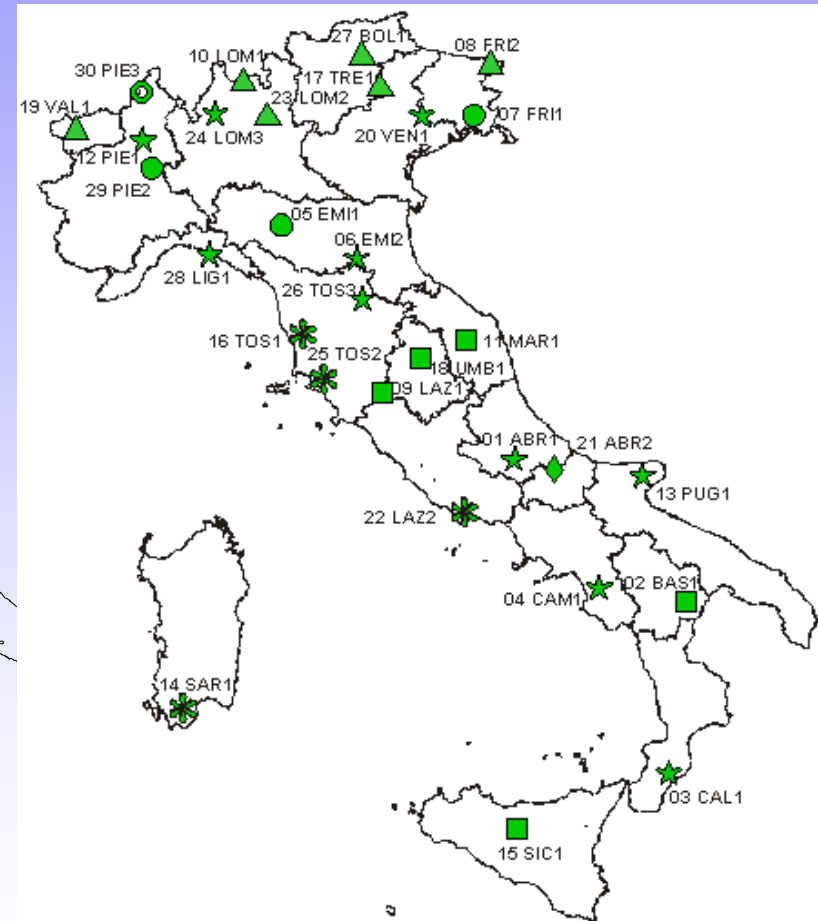 27 BOL1
10 LOM1
08 FRI2
30 PIE3
17 TRE1
19 VAL1
23 LOM2
07 FRI1
24 LOM3
20 VEN1
12 PIE1
29 PIE2
05 EMI1
06 EMI2
28 LIG1
26 TOS3
16 TOS1
11 MAR1
25 TOS2
18 UMB1
09 LAZ1
01 ABR1
21 ABR2
13 PUG1
22 LAZ2
02 BAS1
04 CAM1
14 SAR1
03 CAL1
15 SIC1